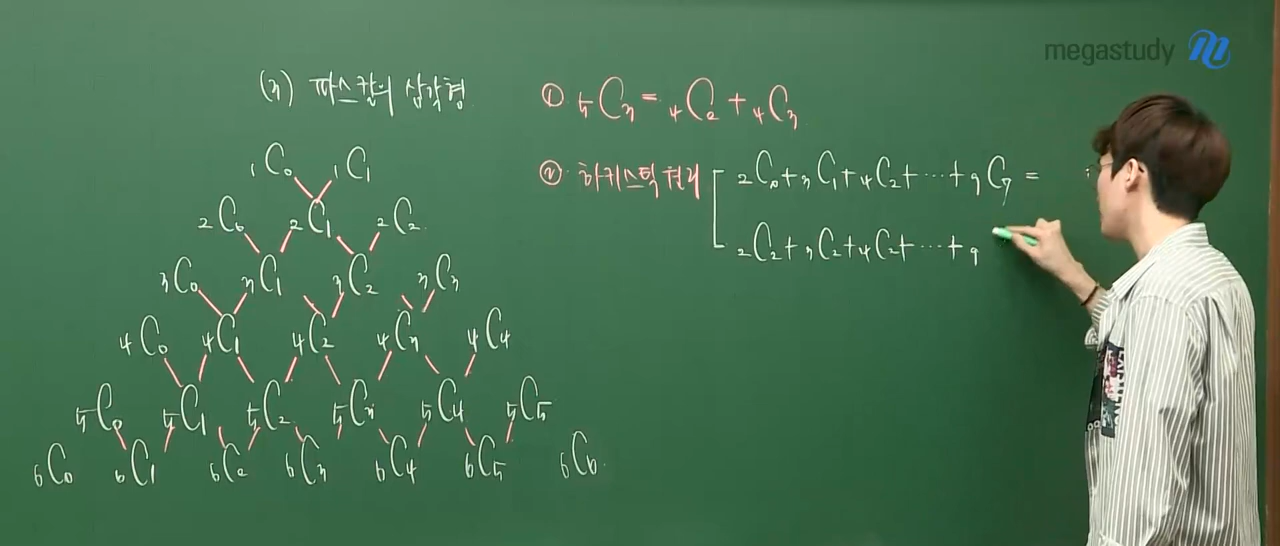 megastudy
(3) 파스칼의 삼각형
① ₅C₃ = ₄C₂ + ₄C₃
② 하키스틱 원리
₂C₀ + ₃C₁ + ₄C₂ + ⋯ + ₉C₇ =
₂C₂ + ₃C₂ + ₄C₂ + ⋯ + ₉
₁C₀ ₁C₁
₂C₀ ₂C₁ ₂C₂
₃C₀ ₃C₁ ₃C₂ ₃C₃
₄C₀ ₄C₁ ₄C₂ ₄C₃ ₄C₄
₅C₀ ₅C₁ ₅C₂ ₅C₃ ₅C₄ ₅C₅
₆C₀ ₆C₁ ₆C₂ ₆C₃ ₆C₄ ₆C₅ ₆C₆